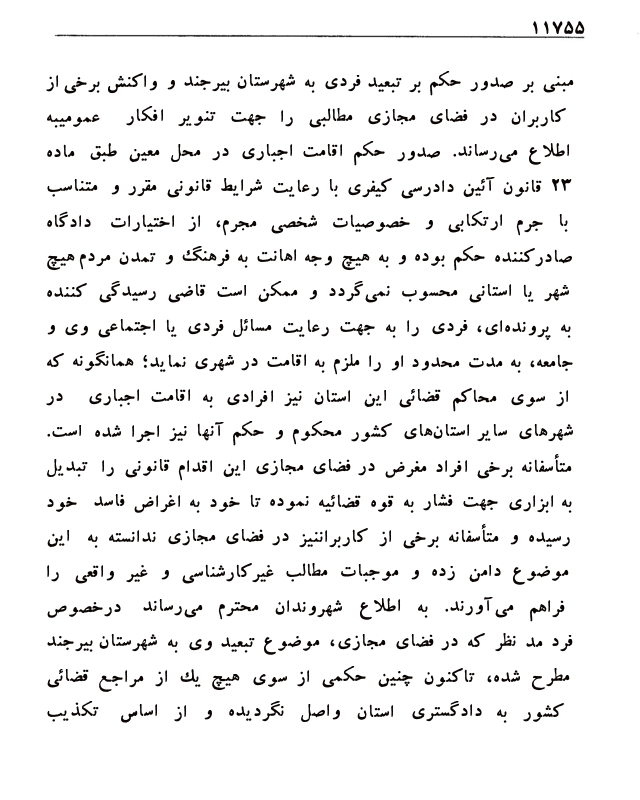 ۱۱۷۵۵
مبنی بر صدور حکم بر تبعید فردی به شهرستان بیرجند و واکنش برخی از
کاربران در فضای مجازی مطالبی را جهت تنویر افکار عمومیبه
اطلاع می‌رساند. صدور حکم اقامت اجباری در محل معین طبق ماده
۲۳ قانون آئین دادرسی کیفری با رعایت شرایط قانونی مقرر و متناسب
با جرم ارتکابی و خصوصیات شخصی مجرم، از اختیارات دادگاه
صادرکننده حکم بوده و به هیچ وجه اهانت به فرهنگ و تمدن مردم هیچ
شهر یا استانی محسوب نمی‌گردد و ممکن است قاضی رسیدگی کننده
به پرونده‌ای، فردی را به جهت رعایت مسائل فردی یا اجتماعی وی و
جامعه، به مدت محدود او را ملزم به اقامت در شهری نماید؛ همانگونه که
از سوی محاکم قضائی این استان نیز افرادی به اقامت اجباری در
شهرهای سایر استان‌های کشور محکوم و حکم آنها نیز اجرا شده است.
متأسفانه برخی افراد مغرض در فضای مجازی این اقدام قانونی را تبدیل
به ابزاری جهت فشار به قوه قضائیه نموده تا خود به اغراض فاسد خود
رسیده و متأسفانه برخی از کاربراننیز در فضای مجازی ندانسته به این
موضوع دامن زده و موجبات مطالب غیرکارشناسی و غیر واقعی را
فراهم می‌آورند. به اطلاع شهروندان محترم می‌رساند درخصوص
فرد مد نظر که در فضای مجازی، موضوع تبعید وی به شهرستان بیرجند
مطرح شده، تاکنون چنین حکمی از سوی هیچ یك از مراجع قضائی
کشور به دادگستری استان واصل نگردیده و از اساس تکذیب